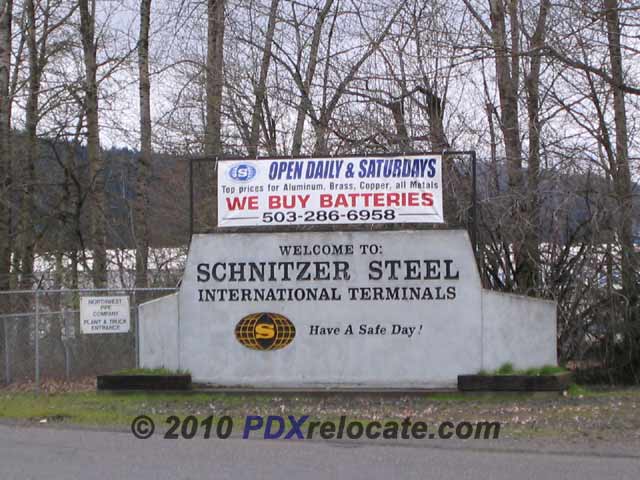 S OPEN DAILY & SATURDAYS
Top prices for Aluminum, Brass, Copper, all Metals
WE BUY BATTERIES
503-286-6958
WELCOME TO:
SCHNITZER STEEL
INTERNATIONAL TERMINALS
S Have A Safe Day!
NORTHWEST
PIPE
COMPANY
PLANT & TRUCK
ENTRANCE
© 2010 PDXrelocate.com